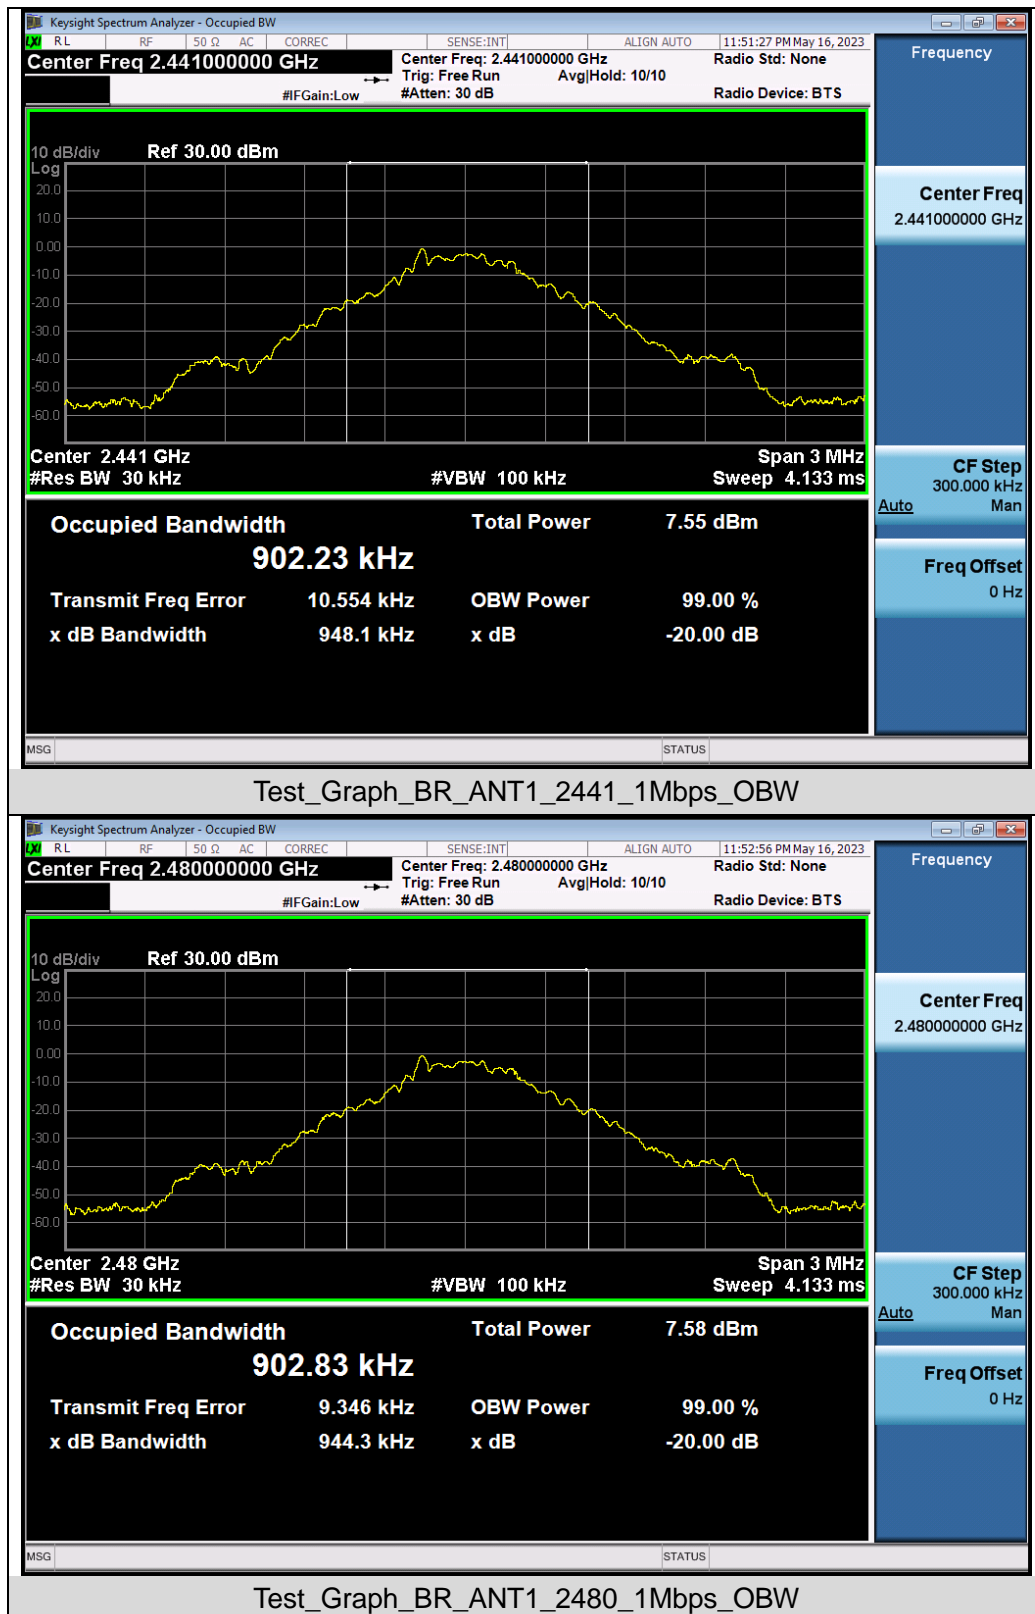 Keysight Spectrum Analyzer - Occupied BW
LXI RL RF 50 Ω AC CORREC SENSE:INT ALIGN AUTO 11:51:27 PM May 16, 2023
Center Freq 2.441000000 GHz
Center Freq: 2.441000000 GHz
Radio Std: None
Trig: Free Run Avg|Hold: 10/10
#IFGain:Low
#Atten: 30 dB
Radio Device: BTS
10 dB/div Ref 30.00 dBm
Log
20.0
10.0
0.00
-10.0
-20.0
-30.0
-40.0
-50.0
-60.0
Center 2.441 GHz Span 3 MHz
#Res BW 30 kHz #VBW 100 kHz Sweep 4.133 ms
Occupied Bandwidth Total Power 7.55 dBm
902.23 kHz
Transmit Freq Error 10.554 kHz OBW Power 99.00 %
x dB Bandwidth 948.1 kHz x dB -20.00 dB
MSG STATUS
Frequency
Center Freq
2.441000000 GHz
CF Step
300.000 kHz
Auto Man
Freq Offset
0 Hz
Test_Graph_BR_ANT1_2441_1Mbps_OBW
Keysight Spectrum Analyzer - Occupied BW
LXI RL RF 50 Ω AC CORREC SENSE:INT ALIGN AUTO 11:52:56 PM May 16, 2023
Center Freq 2.480000000 GHz
Center Freq: 2.480000000 GHz
Radio Std: None
Trig: Free Run Avg|Hold: 10/10
#IFGain:Low
#Atten: 30 dB
Radio Device: BTS
10 dB/div Ref 30.00 dBm
Log
20.0
10.0
0.00
-10.0
-20.0
-30.0
-40.0
-50.0
-60.0
Center 2.48 GHz Span 3 MHz
#Res BW 30 kHz #VBW 100 kHz Sweep 4.133 ms
Occupied Bandwidth Total Power 7.58 dBm
902.83 kHz
Transmit Freq Error 9.346 kHz OBW Power 99.00 %
x dB Bandwidth 944.3 kHz x dB -20.00 dB
MSG STATUS
Frequency
Center Freq
2.480000000 GHz
CF Step
300.000 kHz
Auto Man
Freq Offset
0 Hz
Test_Graph_BR_ANT1_2480_1Mbps_OBW